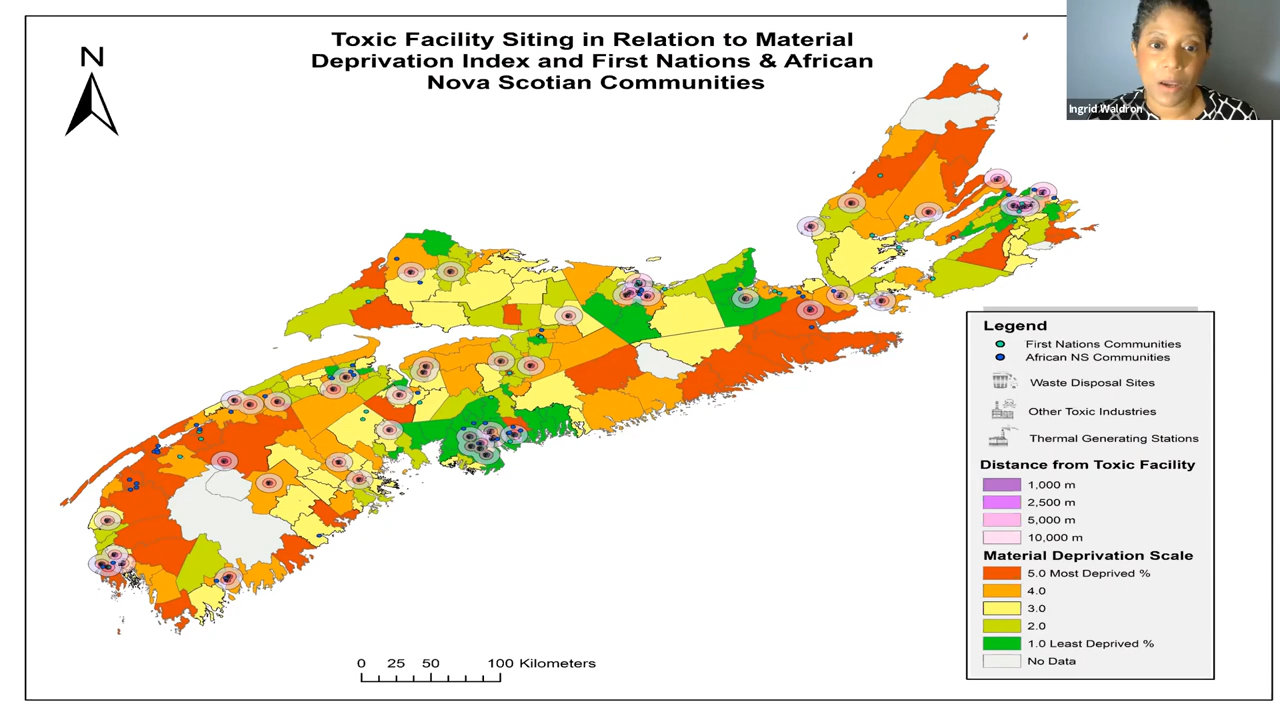 Toxic Facility Siting in Relation to Material
Deprivation Index and First Nations & African
Nova Scotian Communities
N
Ingrid Waldron
Legend
First Nations Communities
African NS Communities
Waste Disposal Sites
Other Toxic Industries
Thermal Generating Stations
Distance from Toxic Facility
1,000 m
2,500 m
5,000 m
10,000 m
Material Deprivation Scale
5.0 Most Deprived %
4.0
3.0
2.0
1.0 Least Deprived %
No Data
0 25 50 100 Kilometers